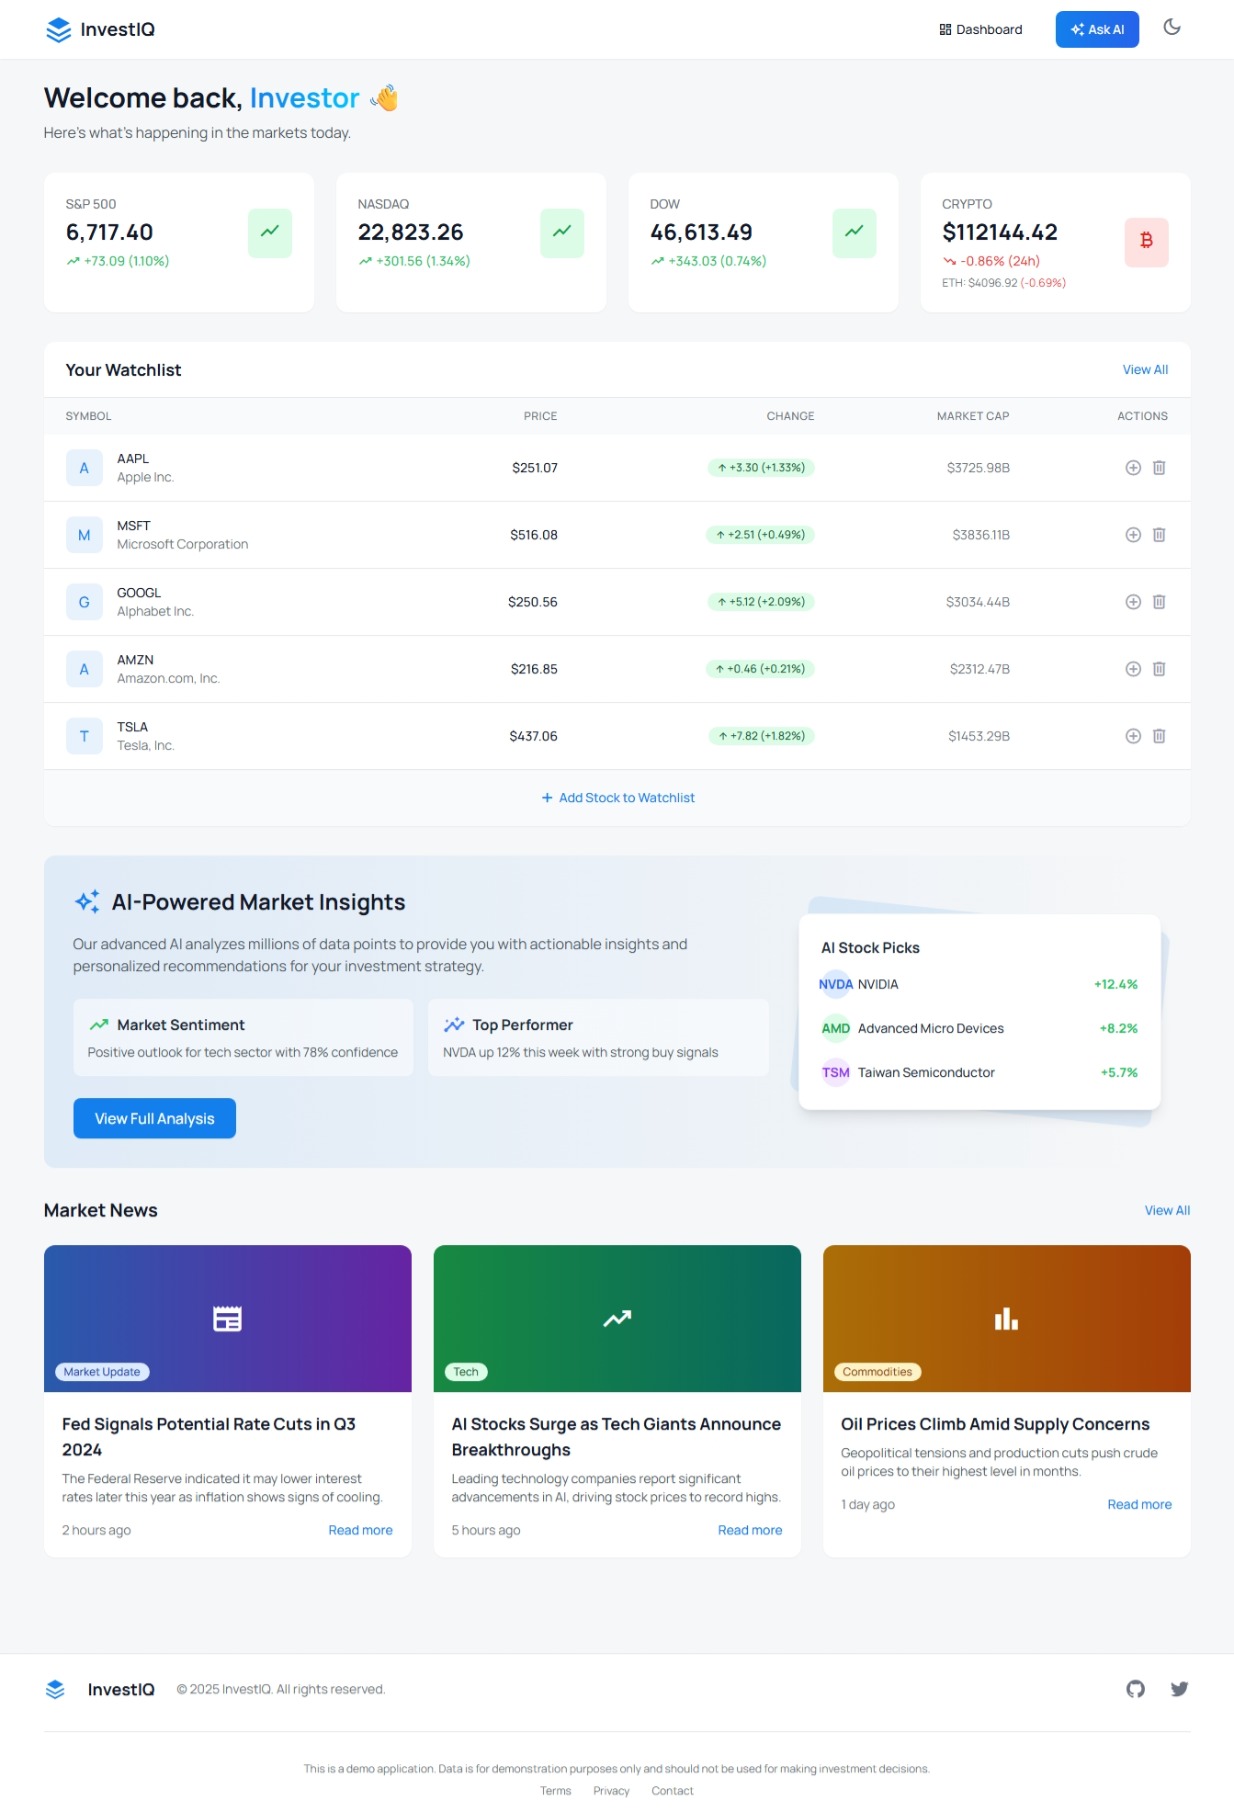 InvestIQ
Dashboard
Ask AI
Welcome back, Investor 👋
Here's what's happening in the markets today.
S&P 500
6,717.40
+73.09 (1.10%)
NASDAQ
22,823.26
+301.56 (1.34%)
DOW
46,613.49
+343.03 (0.74%)
CRYPTO
$112144.42
-0.86% (24h)
ETH: $4096.92 (-0.69%)
Your Watchlist
View All
SYMBOL PRICE CHANGE MARKET CAP ACTIONS
A
AAPL
Apple Inc.
$251.07
↑ +3.30 (+1.33%)
$3725.98B
M
MSFT
Microsoft Corporation
$516.08
↑ +2.51 (+0.49%)
$3836.11B
G
GOOGL
Alphabet Inc.
$250.56
↑ +5.12 (+2.09%)
$3034.44B
A
AMZN
Amazon.com, Inc.
$216.85
↑ +0.46 (+0.21%)
$2312.47B
T
TSLA
Tesla, Inc.
$437.06
↑ +7.82 (+1.82%)
$1453.29B
+ Add Stock to Watchlist
AI-Powered Market Insights
Our advanced AI analyzes millions of data points to provide you with actionable insights and
personalized recommendations for your investment strategy.
Market Sentiment
Positive outlook for tech sector with 78% confidence
Top Performer
NVDA up 12% this week with strong buy signals
View Full Analysis
AI Stock Picks
NVDA NVIDIA +12.4%
AMD Advanced Micro Devices +8.2%
TSM Taiwan Semiconductor +5.7%
Market News
View All
Market Update
Fed Signals Potential Rate Cuts in Q3
2024
The Federal Reserve indicated it may lower interest
rates later this year as inflation shows signs of cooling.
2 hours ago
Read more
Tech
AI Stocks Surge as Tech Giants Announce
Breakthroughs
Leading technology companies report significant
advancements in AI, driving stock prices to record highs.
5 hours ago
Read more
Commodities
Oil Prices Climb Amid Supply Concerns
Geopolitical tensions and production cuts push crude
oil prices to their highest level in months.
1 day ago
Read more
InvestIQ
© 2025 InvestIQ. All rights reserved.
This is a demo application. Data is for demonstration purposes only and should not be used for making investment decisions.
Terms Privacy Contact